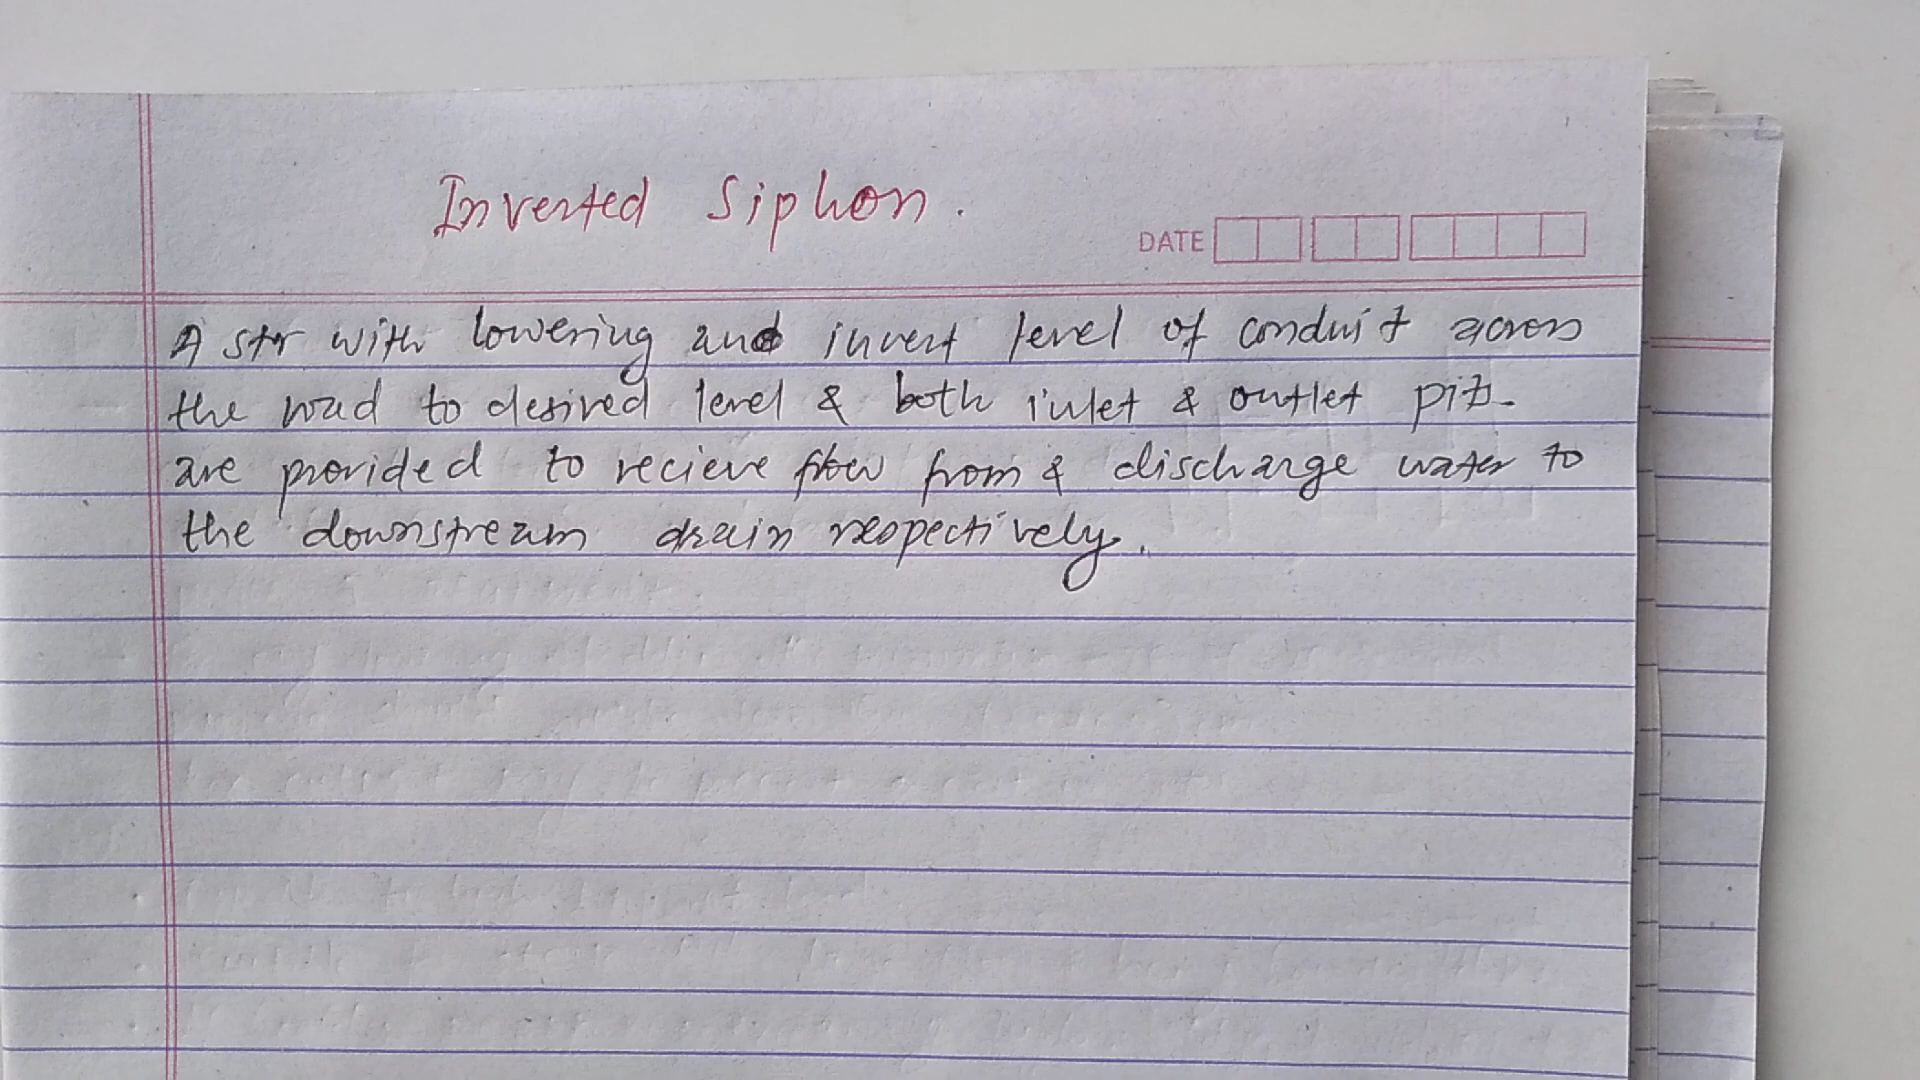 Inverted Siphon.
DATE
A str with lowering and invert level of conduit across
the road to desired level & both inlet & outlet pit
are provided to recieve flow from & discharge water to
the downstream drain respectively.